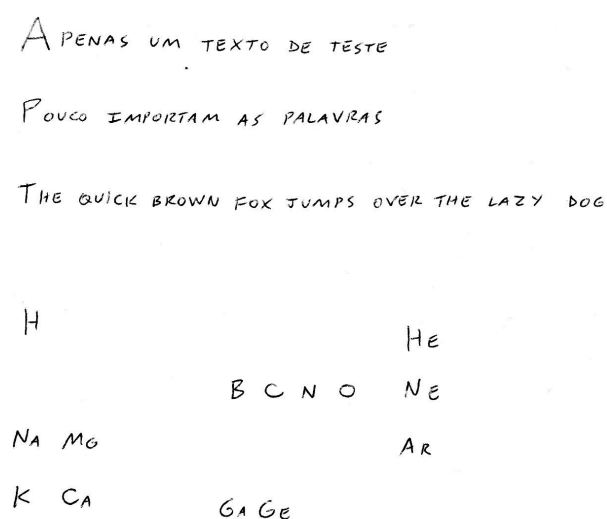 APENAS UM TEXTO DE TESTE
POUCO IMPORTAM AS PALAVRAS
THE QUICK BROWN FOX JUMPS OVER THE LAZY DOG
H
HE
B C N O NE
NA MG AR
K CA GA GE